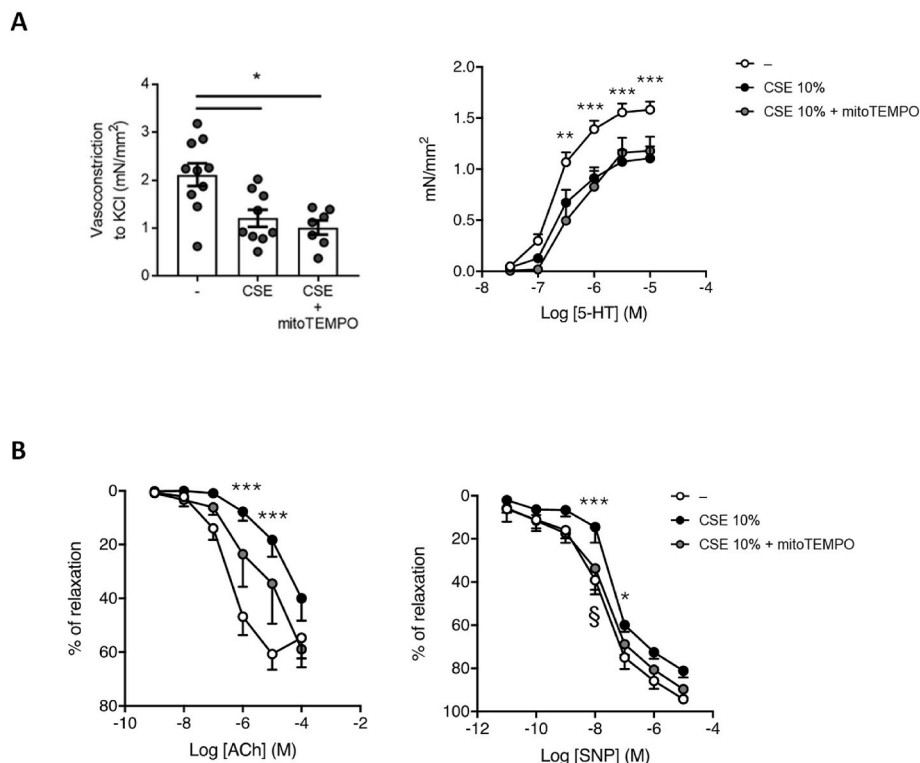 A
Vasoconstriction
to KCl (mN/mm²)
4
3
2
1
0
*
-
CSE
CSE
+
mitoTEMPO
mN/mm²
2.0
1.5
1.0
0.5
0.0
**
***
***
***
-8
-7
-6
-5
-4
Log [5-HT] (M)
–
CSE 10%
CSE 10% + mitoTEMPO
B
% of relaxation
0
20
40
60
80
***
***
-10
-8
-6
-4
-2
Log [ACh] (M)
% of relaxation
0
20
40
60
80
100
***
*
§
-12
-10
-8
-6
-4
Log [SNP] (M)
–
CSE 10%
CSE 10% + mitoTEMPO